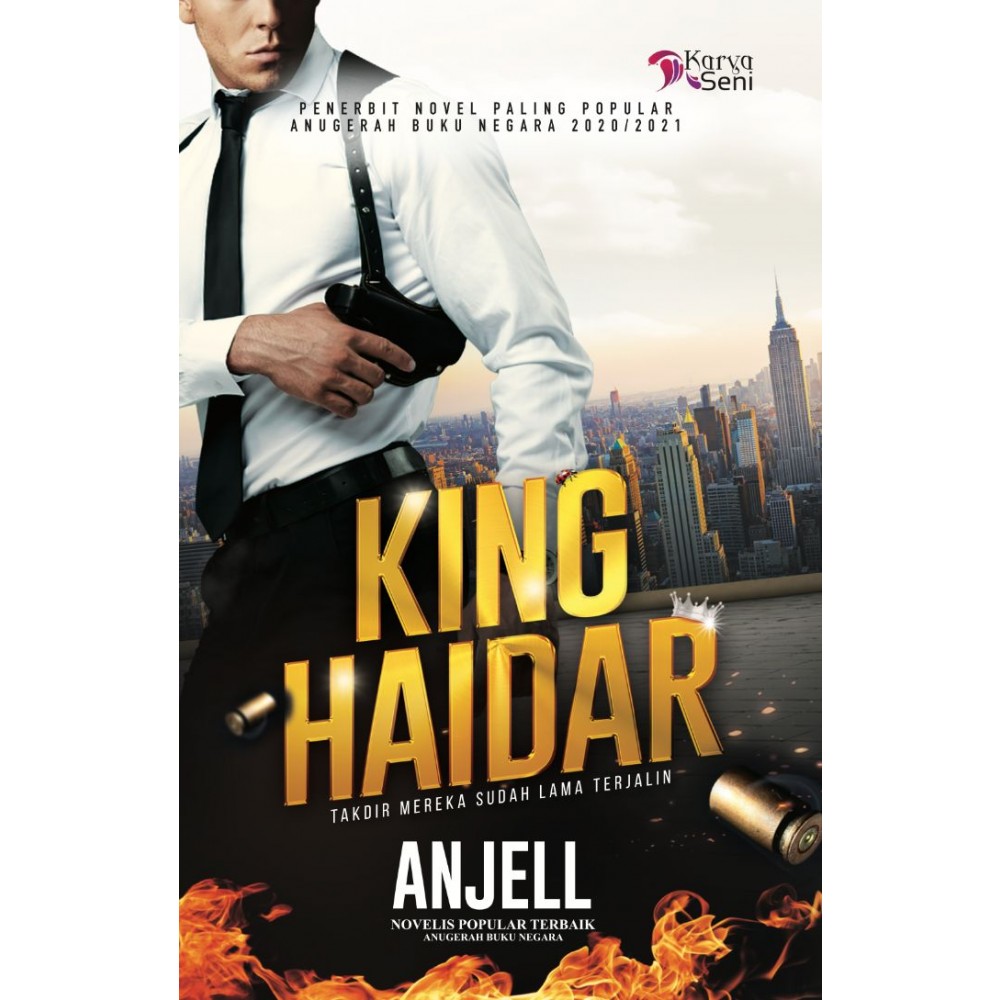 Karya
Seni
PENERBIT NOVEL PALING POPULAR
ANUGERAH BUKU NEGARA 2020/2021
KING
HAIDAR
TAKDIR MEREKA SUDAH LAMA TERJALIN
ANJELL
NOVELIS POPULAR TERBAIK
ANUGERAH BUKU NEGARA